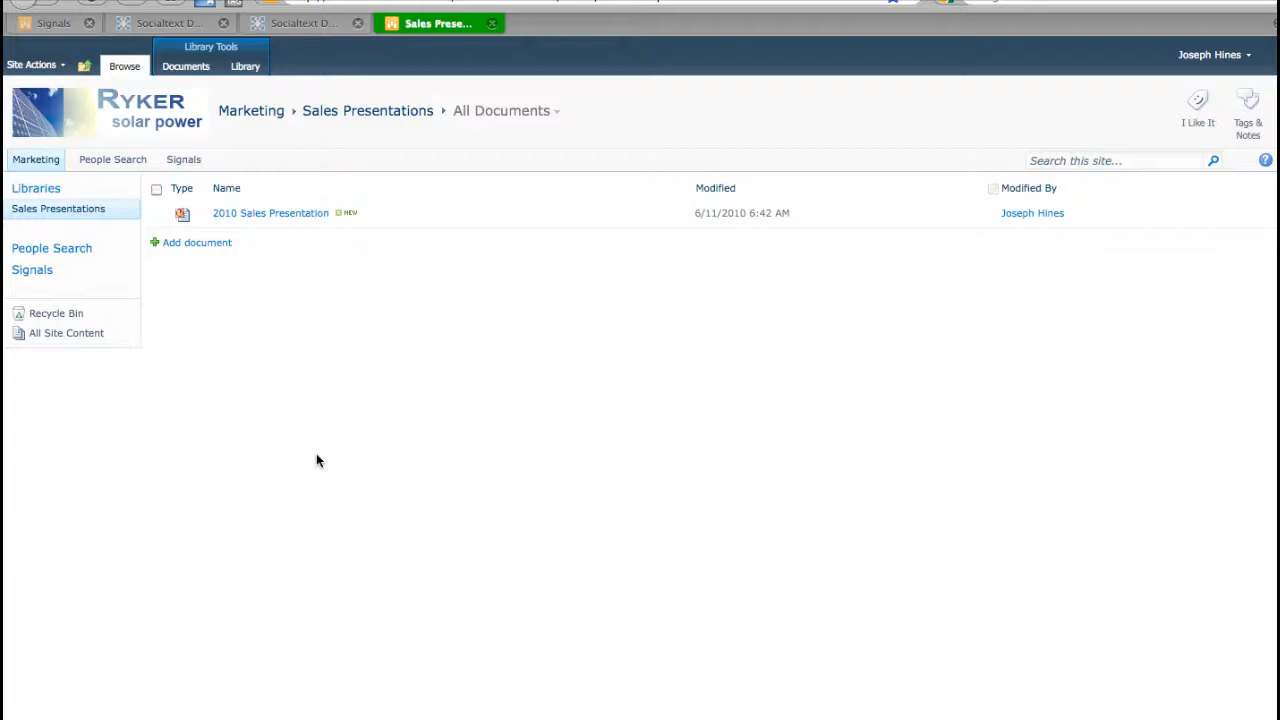 Signals
Socialtext D...
Socialtext D...
Sales Prese...
Library Tools
Site Actions
Browse
Documents
Library
Joseph Hines
RYKER
solar power
Marketing
Sales Presentations
All Documents
I Like It
Tags &
Notes
Marketing
People Search
Signals
Search this site...
Libraries
Type
Name
Modified
Modified By
Sales Presentations
2010 Sales Presentation
NEW
6/11/2010 6:42 AM
Joseph Hines
Add document
People Search
Signals
Recycle Bin
All Site Content